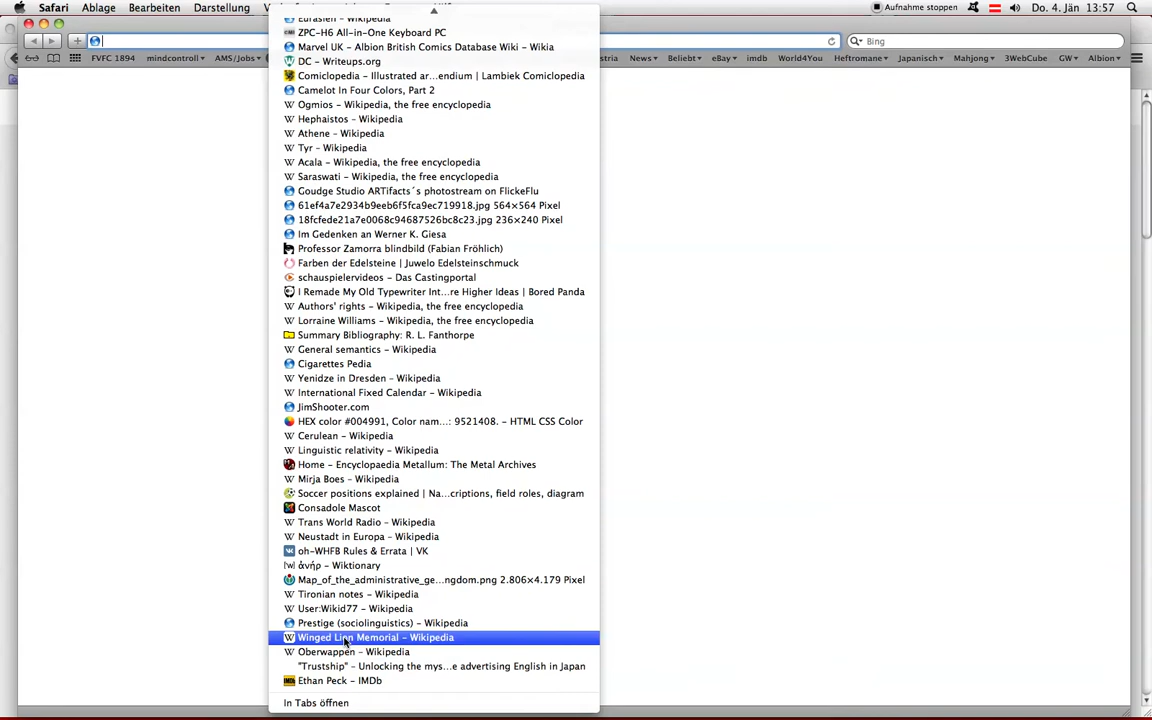 Safari Ablage Bearbeiten Darstellung Aufnahme stoppen Do. 4. Jän 13:57
Bing
FVFC 1894 mindcontroll AMS/Jobs News Beliebt eBay imdb World4You Heftromane Japanisch Mahjong 3WebCube GW Albion
Eurasien – Wikipedia
ZPC-H6 All-in-One Keyboard PC
Marvel UK – Albion British Comics Database Wiki – Wikia
DC – Writeups.org
Comiclopedia – Illustrated ar...endium | Lambiek Comiclopedia
Camelot In Four Colors, Part 2
Ogmios – Wikipedia, the free encyclopedia
Hephaistos – Wikipedia
Athene – Wikipedia
Tyr – Wikipedia
Acala – Wikipedia, the free encyclopedia
Saraswati – Wikipedia, the free encyclopedia
Goudge Studio ARTifacts´s photostream on FlickeFlu
61ef4a7e2934b9eeb6f5fca9ec719918.jpg 564×564 Pixel
18fcfede21a7e0068c94687526bc8c23.jpg 236×240 Pixel
Im Gedenken an Werner K. Giesa
Professor Zamorra blindbild (Fabian Fröhlich)
Farben der Edelsteine | Juwelo Edelsteinschmuck
schauspielervideos – Das Castingportal
I Remade My Old Typewriter Int...re Higher Ideas | Bored Panda
Authors' rights – Wikipedia, the free encyclopedia
Lorraine Williams – Wikipedia, the free encyclopedia
Summary Bibliography: R. L. Fanthorpe
General semantics – Wikipedia
Cigarettes Pedia
Yenidze in Dresden – Wikipedia
International Fixed Calendar – Wikipedia
JimShooter.com
HEX color #004991, Color nam...: 9521408. – HTML CSS Color
Cerulean – Wikipedia
Linguistic relativity – Wikipedia
Home – Encyclopaedia Metallum: The Metal Archives
Mirja Boes – Wikipedia
Soccer positions explained | Na...criptions, field roles, diagram
Consadole Mascot
Trans World Radio – Wikipedia
Neustadt in Europa – Wikipedia
oh-WHFB Rules & Errata | VK
ἀνήρ – Wiktionary
Map_of_the_administrative_ge...ngdom.png 2.806×4.179 Pixel
Tironian notes – Wikipedia
User:Wikid77 – Wikipedia
Prestige (sociolinguistics) – Wikipedia
Winged Lion Memorial – Wikipedia
Oberwappen – Wikipedia
"Trustship" – Unlocking the mys...e advertising English in Japan
Ethan Peck – IMDb
In Tabs öffnen